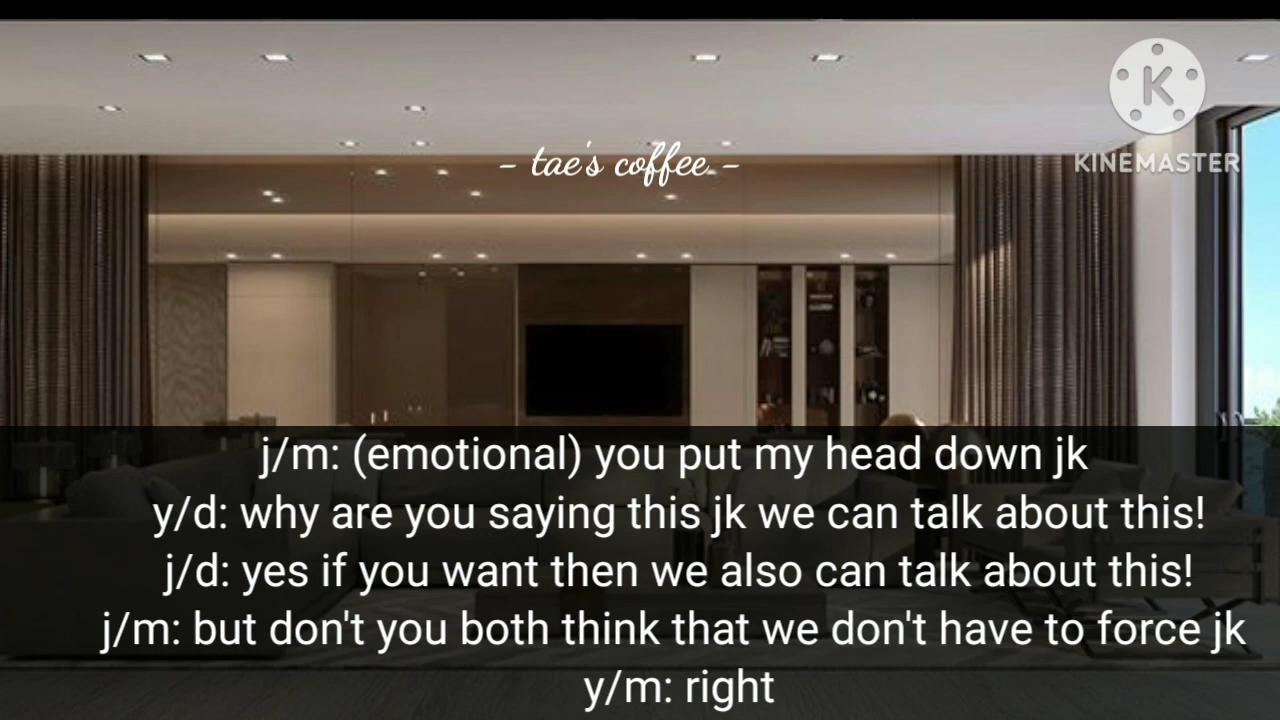 K
KINEMASTER
- tae's coffee -
j/m: (emotional) you put my head down jk
y/d: why are you saying this jk we can talk about this!
j/d: yes if you want then we also can talk about this!
j/m: but don't you both think that we don't have to force jk
y/m: right